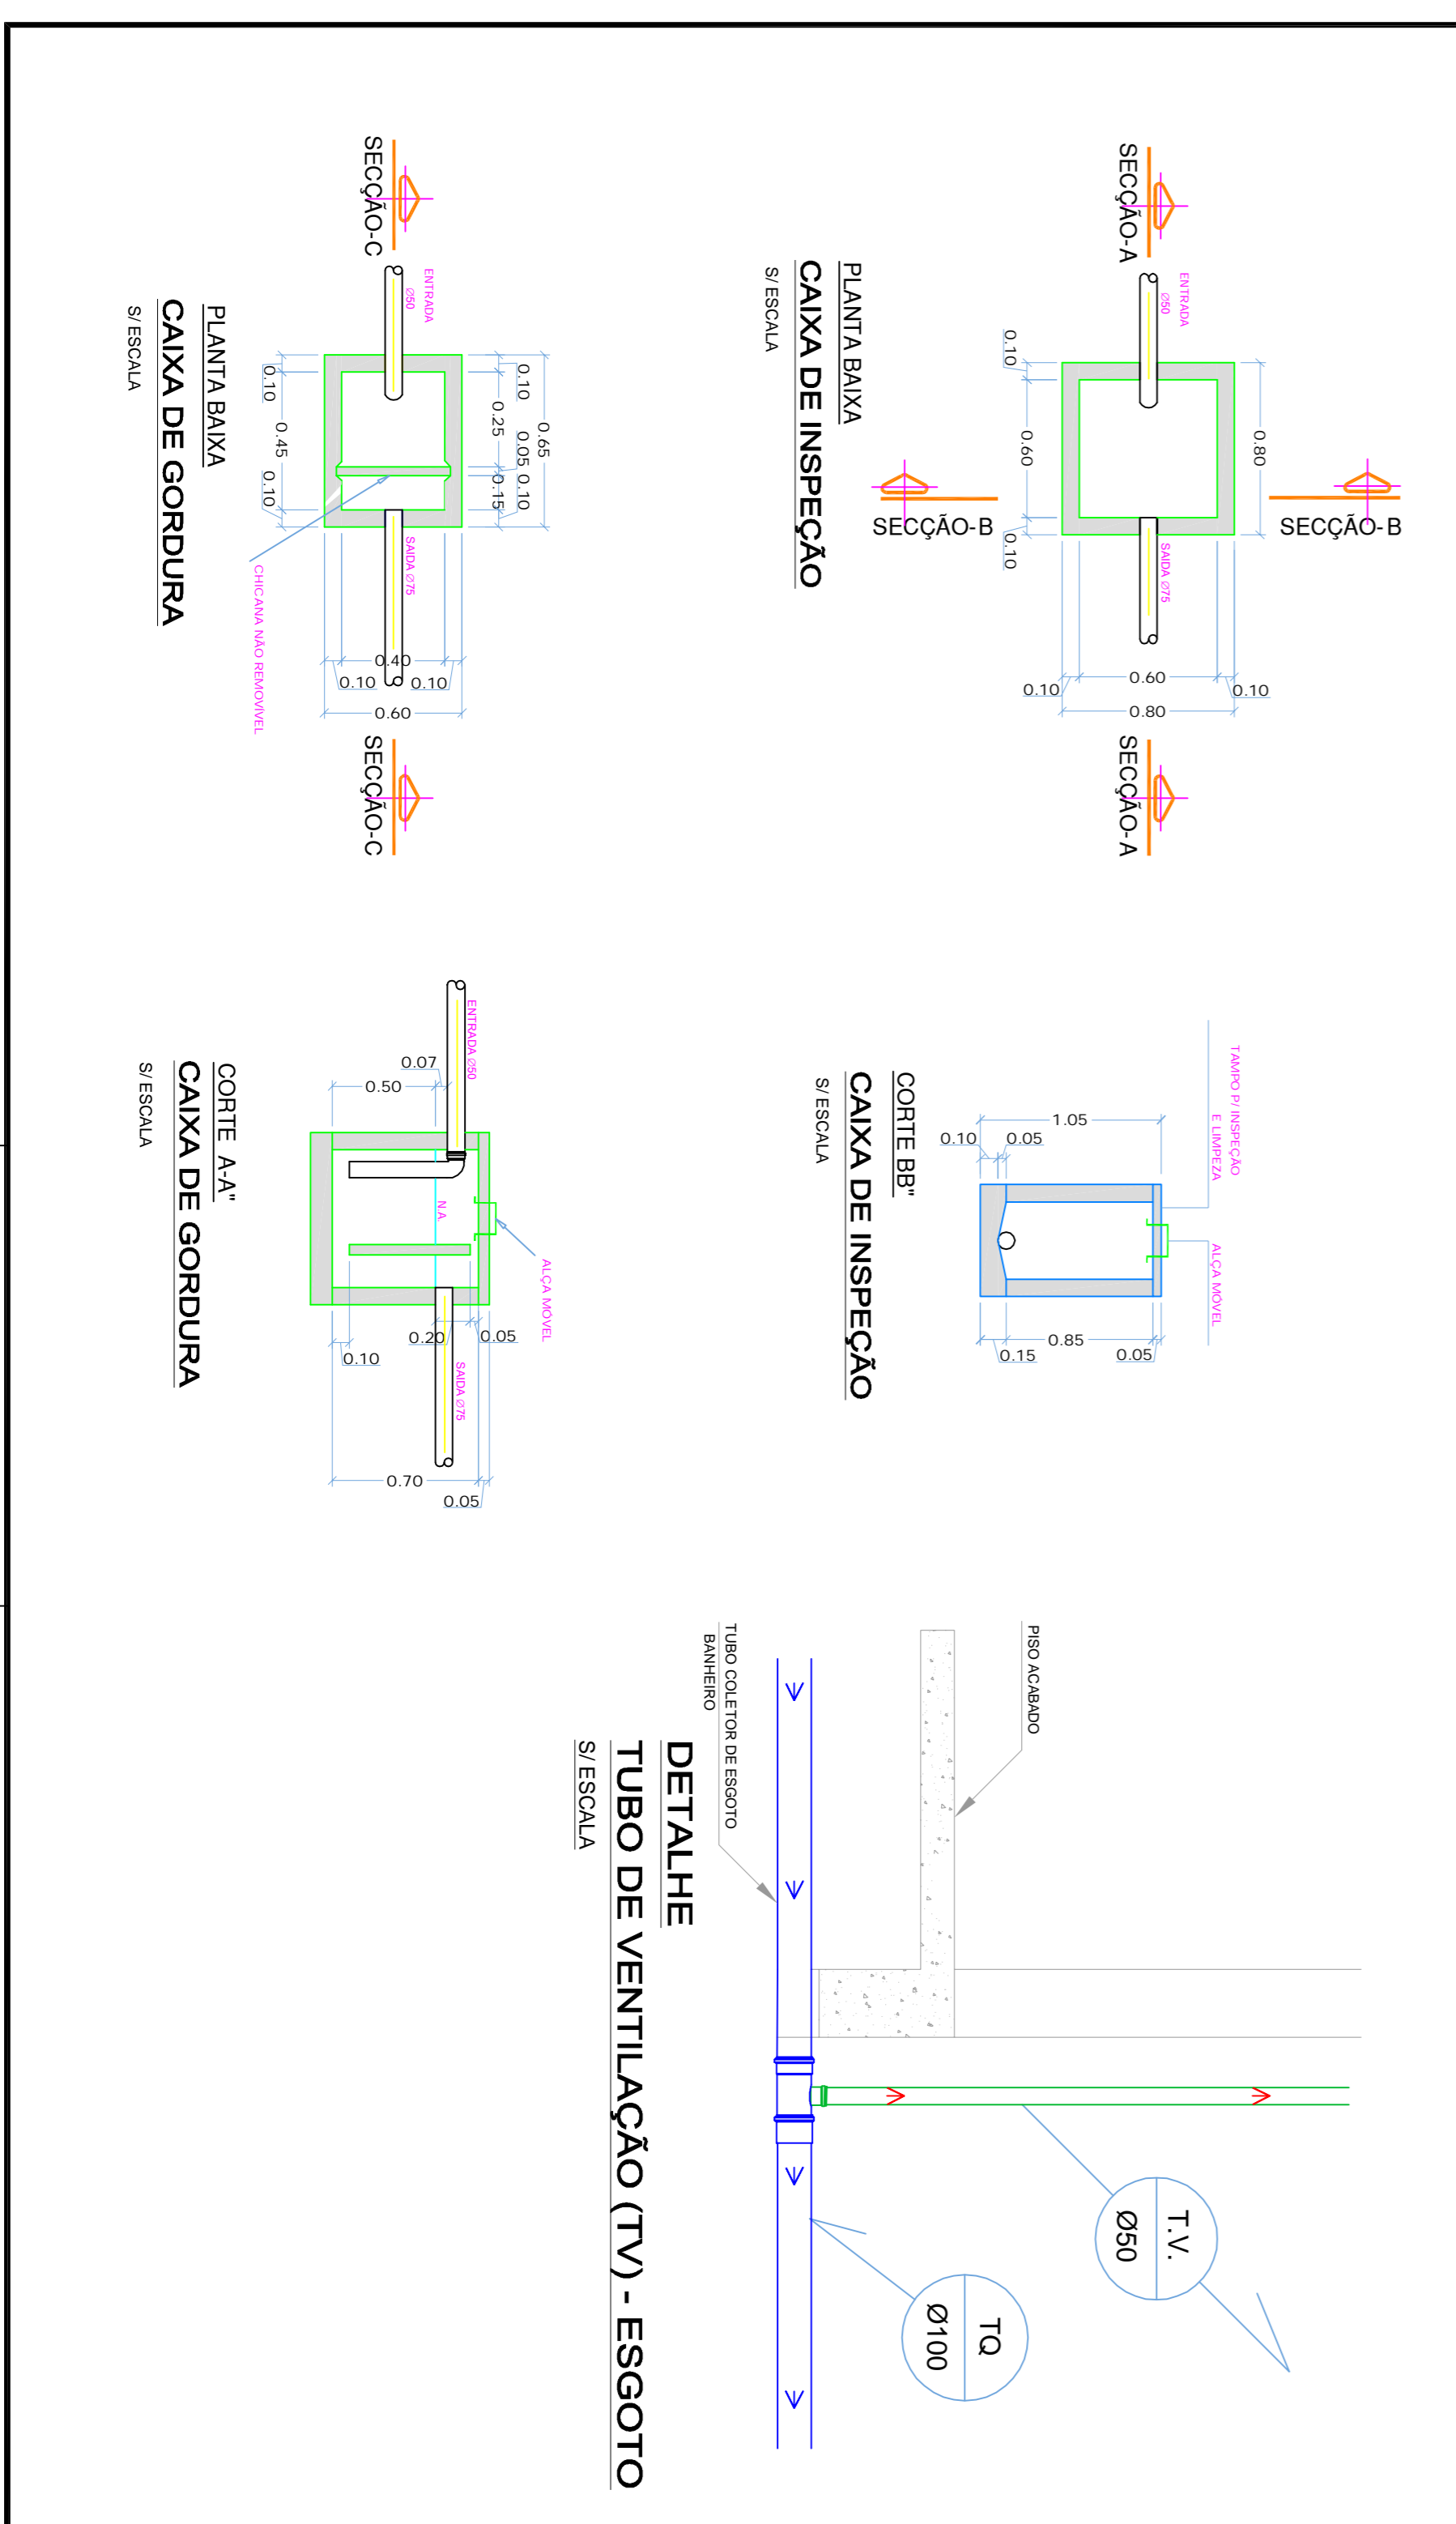 SECÇÃO-A
ENTRADA
Ø50
SAIDA Ø75
SECÇÃO-A
SECÇÃO-B
SECÇÃO-B
0.80
0.10
0.60
0.10
0.10
0.60
0.10
0.80
PLANTA BAIXA
CAIXA DE INSPEÇÃO
S/ ESCALA
TAMPO P/ INSPEÇÃO
E LIMPEZA
ALÇA MÓVEL
1.05
0.10
0.05
0.05
0.85
0.15
CORTE BB"
CAIXA DE INSPEÇÃO
S/ ESCALA
PISO ACABADO
TUBO COLETOR DE ESGOTO
BANHEIRO
T.V.
Ø50
TQ
Ø100
DETALHE
TUBO DE VENTILAÇÃO (TV) - ESGOTO
S/ ESCALA
SECÇÃO-C
ENTRADA
Ø50
SAIDA Ø75
SECÇÃO-C
0.65
0.10
0.25
0.05
0.15
0.10
0.10
0.45
0.10
0.10
0.40
0.10
0.60
CHICANA NÃO REMOVÍVEL
PLANTA BAIXA
CAIXA DE GORDURA
S/ ESCALA
ENTRADA Ø50
ALÇA MÓVEL
N.A.
SAIDA Ø75
0.07
0.50
0.05
0.20
0.10
0.70
0.05
CORTE A-A"
CAIXA DE GORDURA
S/ ESCALA